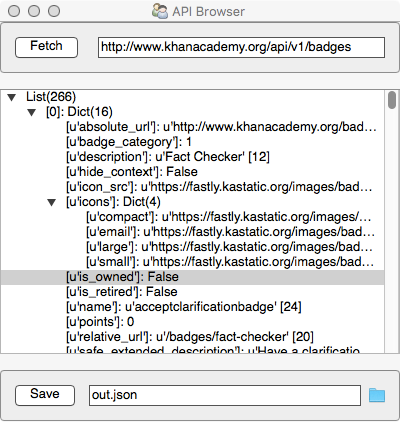 API Browser
Fetch http://www.khanacademy.org/api/v1/badges
List(266)
[0]: Dict(16)
[u'absolute_url']: u'http://www.khanacademy.org/bad…
[u'badge_category']: 1
[u'description']: u'Fact Checker' [12]
[u'hide_context']: False
[u'icon_src']: u'https://fastly.kastatic.org/images/bad…
[u'icons']: Dict(4)
[u'compact']: u'https://fastly.kastatic.org/images/…
[u'email']: u'https://fastly.kastatic.org/images/bad…
[u'large']: u'https://fastly.kastatic.org/images/bad…
[u'small']: u'https://fastly.kastatic.org/images/bad…
[u'is_owned']: False
[u'is_retired']: False
[u'name']: u'acceptclarificationbadge' [24]
[u'points']: 0
[u'relative_url']: u'/badges/fact-checker' [20]
[u'safe_extended_description']: u'Have a clarificatio…
Save out.json